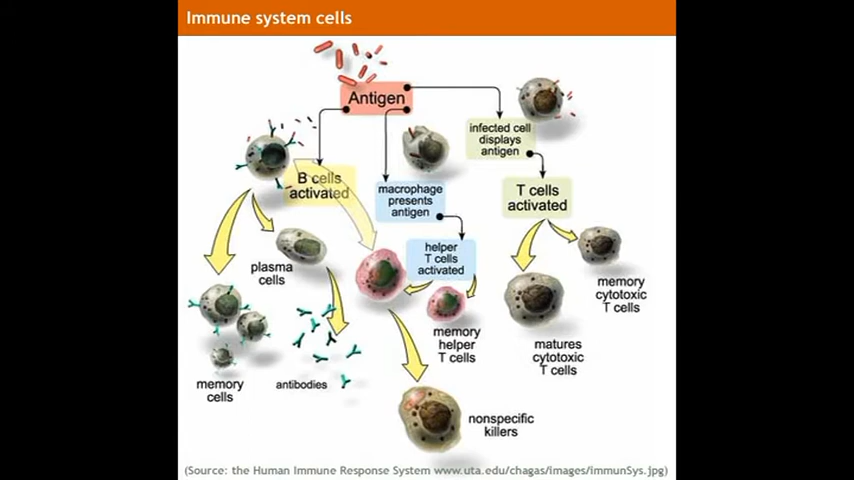 Immune system cells
Antigen
infected cell
displays
antigen
B cells
activated
macrophage
presents
antigen
T cells
activated
helper
T cells
activated
plasma
cells
memory
cytotoxic
T cells
memory
helper
T cells
matures
cytotoxic
T cells
memory
cells
antibodies
nonspecific
killers
(Source: the Human Immune Response System www.uta.edu/chagas/images/immunSys.jpg)